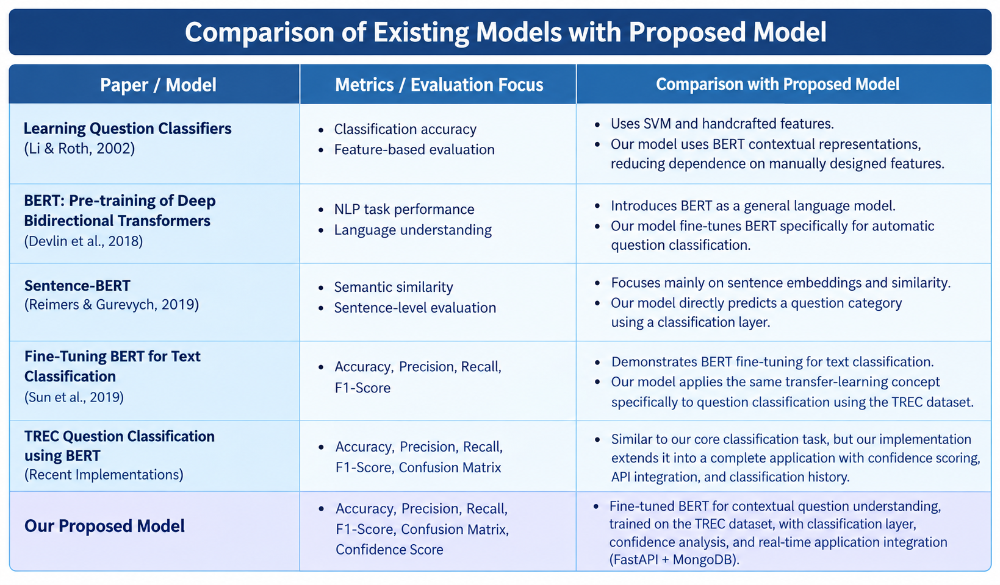 Comparison of Existing Models with Proposed Model
Paper / Model
Metrics / Evaluation Focus
Comparison with Proposed Model
Learning Question Classifiers
(Li & Roth, 2002)
• Classification accuracy
• Feature-based evaluation
• Uses SVM and handcrafted features.
• Our model uses BERT contextual representations,
reducing dependence on manually designed features.
BERT: Pre-training of Deep
Bidirectional Transformers
(Devlin et al., 2018)
• NLP task performance
• Language understanding
• Introduces BERT as a general language model.
• Our model fine-tunes BERT specifically for automatic
question classification.
Sentence-BERT
(Reimers & Gurevych, 2019)
• Semantic similarity
• Sentence-level evaluation
• Focuses mainly on sentence embeddings and similarity.
• Our model directly predicts a question category
using a classification layer.
Fine-Tuning BERT for Text
Classification
(Sun et al., 2019)
• Accuracy, Precision, Recall,
F1-Score
• Demonstrates BERT fine-tuning for text classification.
• Our model applies the same transfer-learning concept
specifically to question classification using the TREC dataset.
TREC Question Classification
using BERT
(Recent Implementations)
• Accuracy, Precision, Recall,
F1-Score, Confusion Matrix
• Similar to our core classification task, but our implementation
extends it into a complete application with confidence scoring,
API integration, and classification history.
Our Proposed Model
• Accuracy, Precision, Recall,
F1-Score, Confusion Matrix,
Confidence Score
• Fine-tuned BERT for contextual question understanding,
trained on the TREC dataset, with classification layer,
confidence analysis, and real-time application integration
(FastAPI + MongoDB).